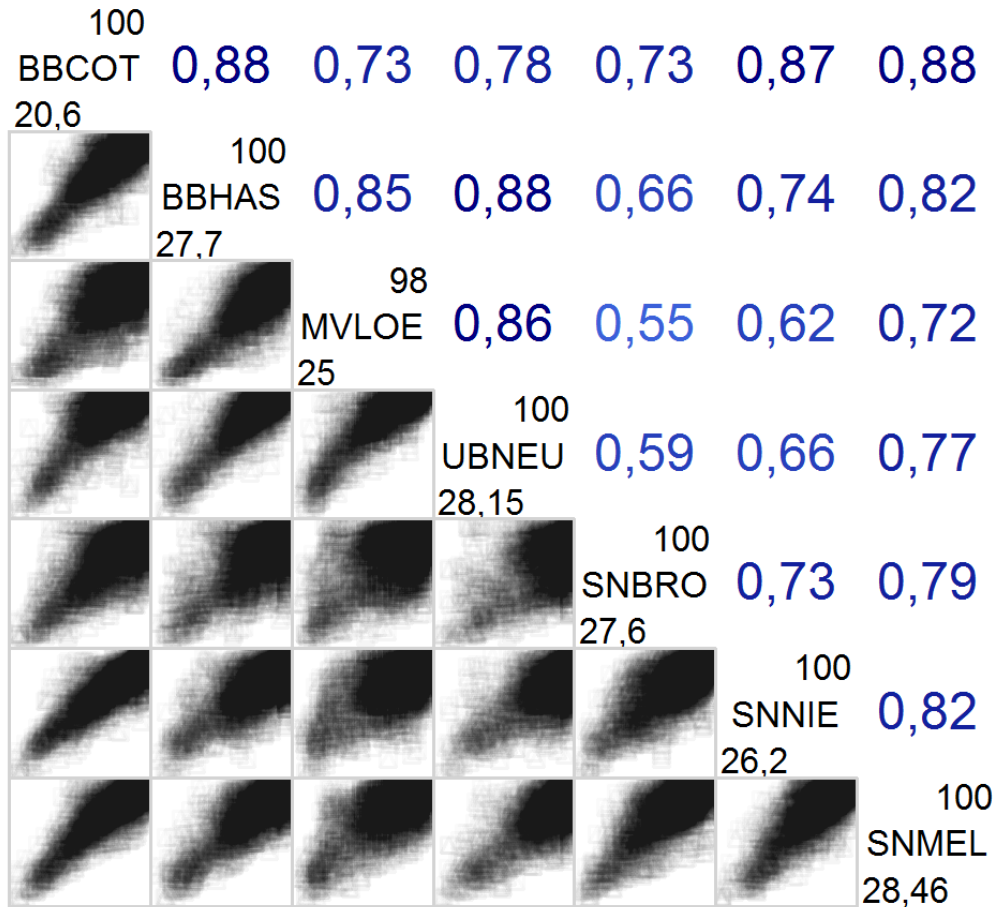 100
BBCOT 0,88 0,73 0,78 0,73 0,87 0,88
20,6
100
BBHAS 0,85 0,88 0,66 0,74 0,82
27,7
98
MVLOE 0,86 0,55 0,62 0,72
25
100
UBNEU 0,59 0,66 0,77
28,15
100
SNBRO 0,73 0,79
27,6
100
SNNIE 0,82
26,2
100
SNMEL
28,46